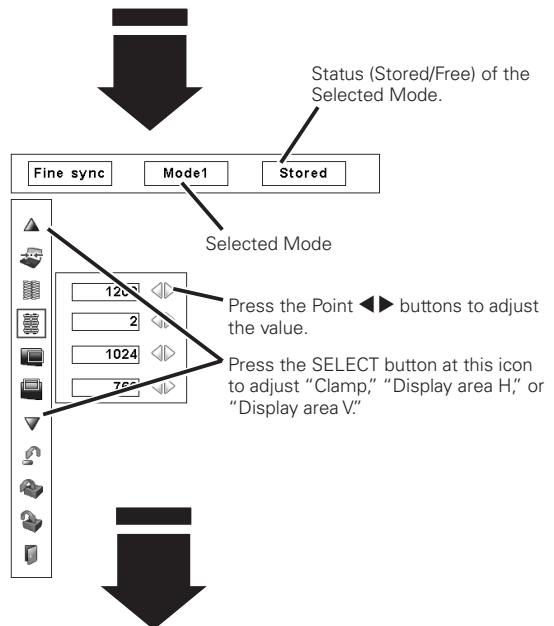 Status (Stored/Free) of the
Selected Mode.
Fine sync
Mode1
Stored
Selected Mode
2
1024
Press the Point ◀▶ buttons to adjust
the value.
Press the SELECT button at this icon
to adjust “Clamp,” “Display area H,” or
“Display area V.”